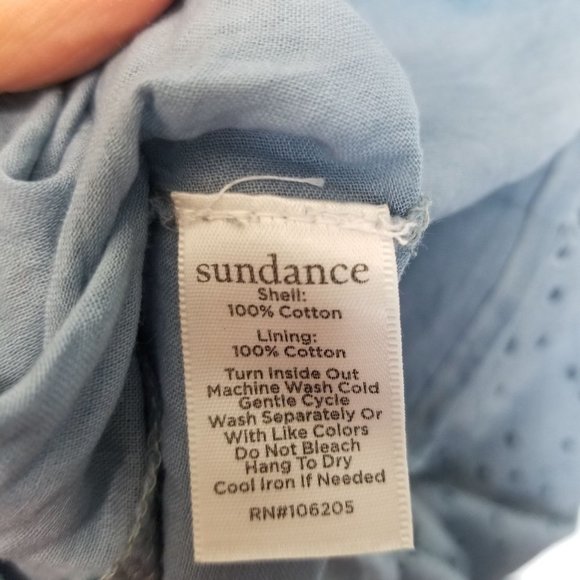 sundance
Shell:
100% Cotton
Lining:
100% Cotton
Turn Inside Out
Machine Wash Cold
Gentle Cycle
Wash Separately Or
With Like Colors
Do Not Bleach
Hang To Dry
Cool Iron If Needed
RN#106205